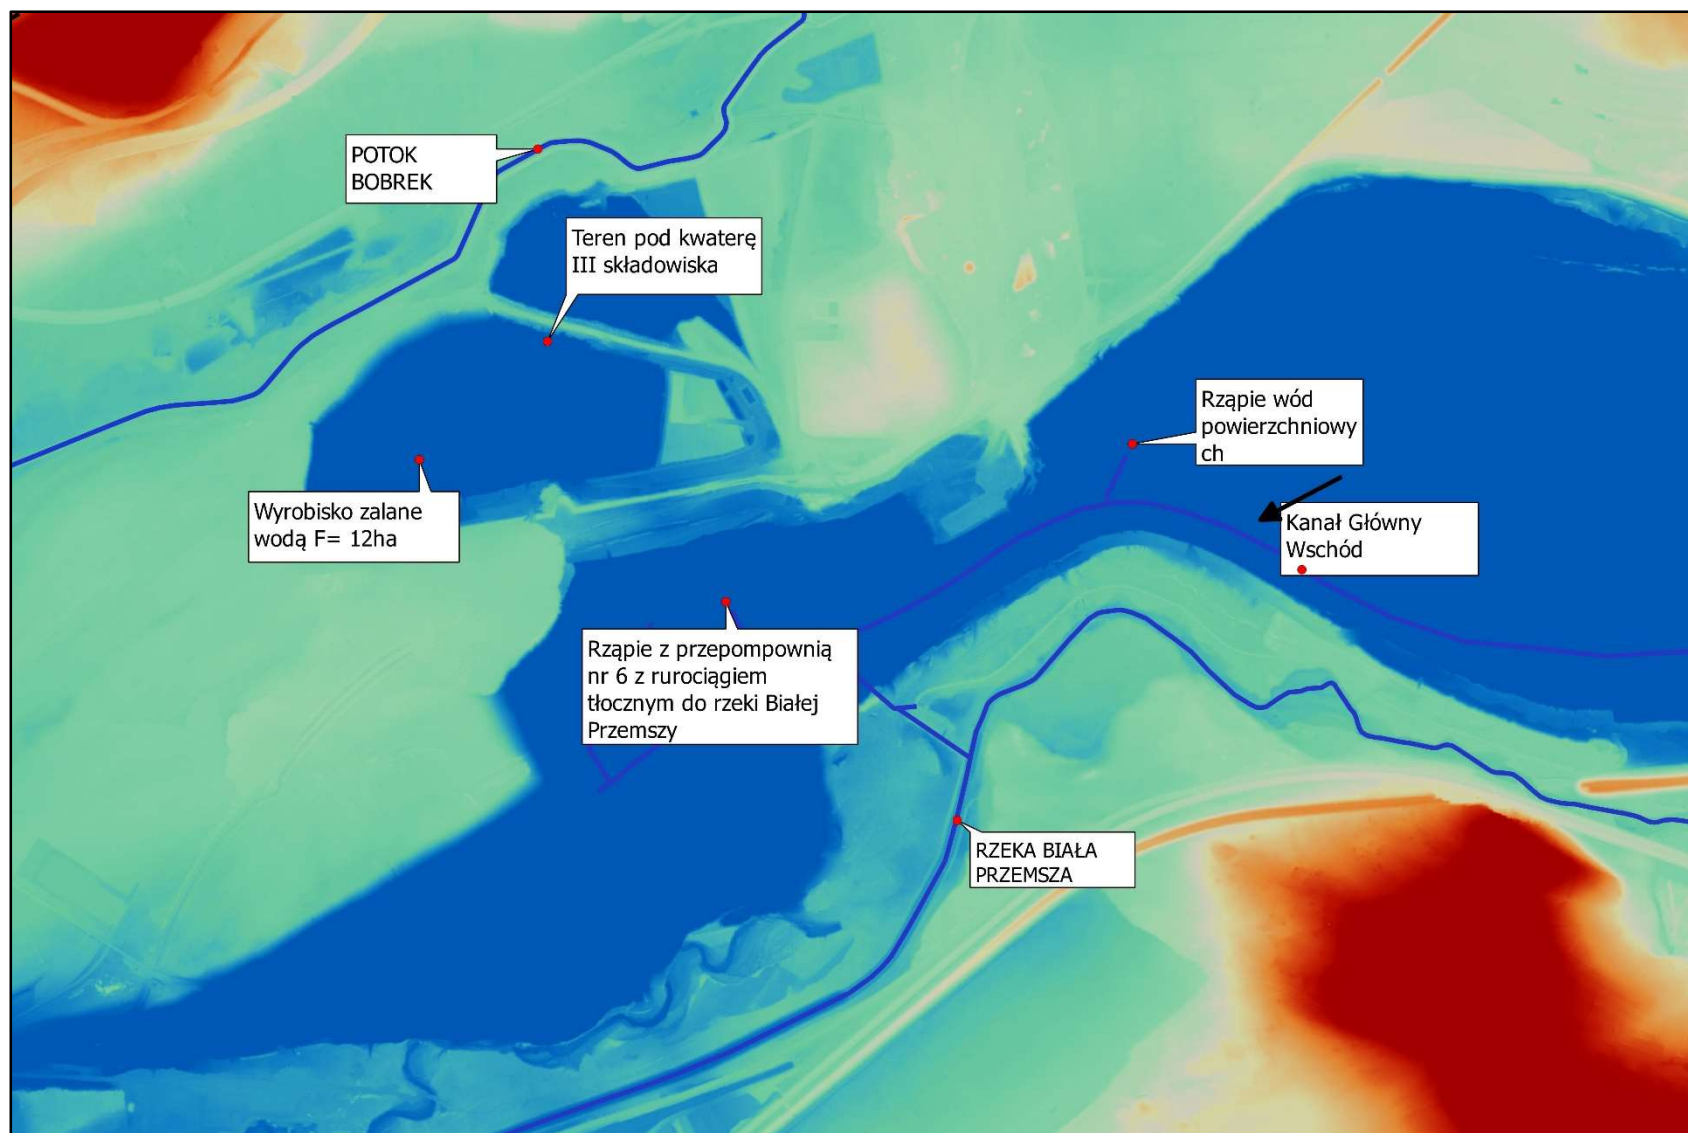 POTOK
BOBREK
Teren pod kwaterę
III składowiska
Rząpie wód
powierzchniowy
ch
Wyrobisko zalane
wodą F= 12ha
Kanał Główny
Wschód
Rząpie z przepompownią
nr 6 z rurociągiem
tłocznym do rzeki Białej
Przemszy
RZEKA BIAŁA
PRZEMSZA